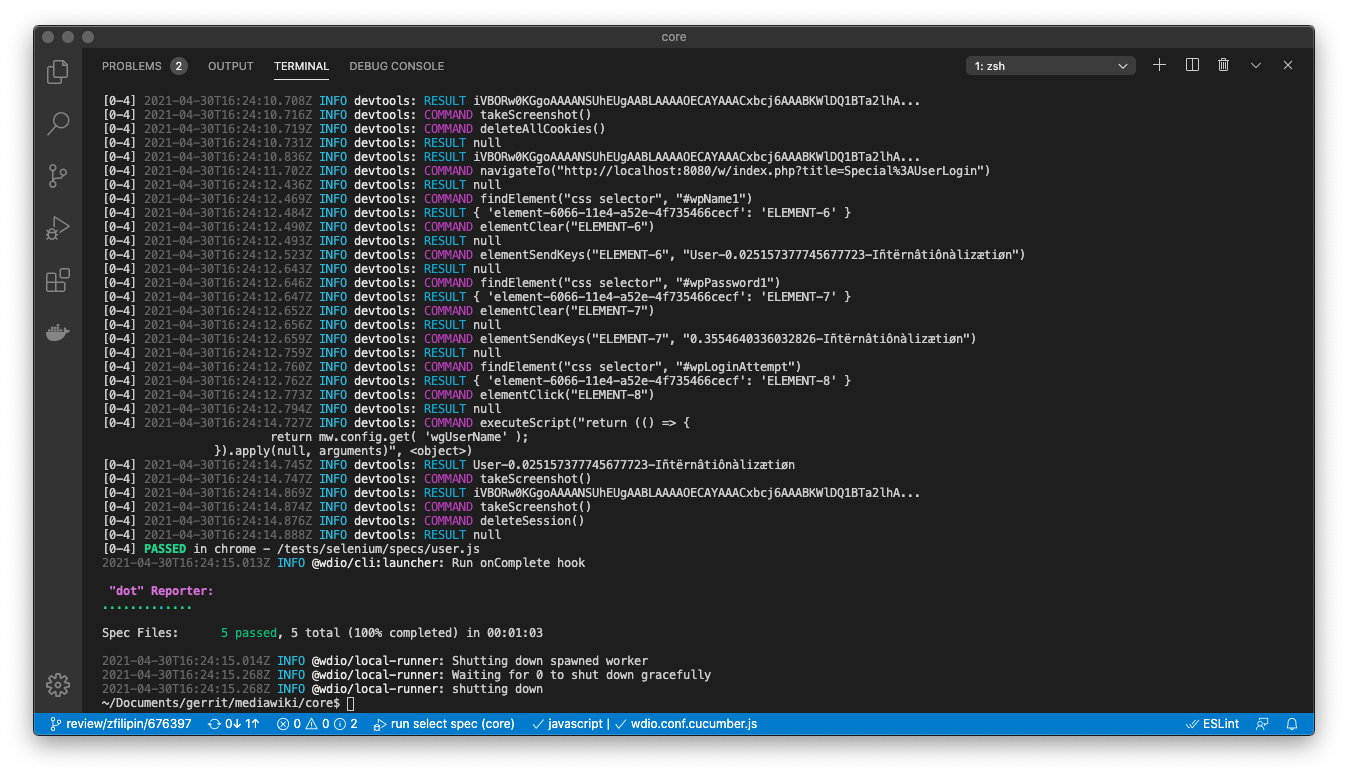 core
PROBLEMS 2 OUTPUT TERMINAL DEBUG CONSOLE 1: zsh
[0-4] 2021-04-30T16:24:10.708Z INFO devtools: RESULT iVBORw0KGgoAAAANSUhEUgAABLAAAAOECAYAAACxbcj6AAABKWlDQ1BTa2lhA...
[0-4] 2021-04-30T16:24:10.716Z INFO devtools: COMMAND takeScreenshot()
[0-4] 2021-04-30T16:24:10.719Z INFO devtools: COMMAND deleteAllCookies()
[0-4] 2021-04-30T16:24:10.731Z INFO devtools: RESULT null
[0-4] 2021-04-30T16:24:10.836Z INFO devtools: RESULT iVBORw0KGgoAAAANSUhEUgAABLAAAAOECAYAAACxbcj6AAABKWlDQ1BTa2lhA...
[0-4] 2021-04-30T16:24:11.702Z INFO devtools: COMMAND navigateTo("http://localhost:8080/w/index.php?title=Special%3AUserLogin")
[0-4] 2021-04-30T16:24:12.436Z INFO devtools: RESULT null
[0-4] 2021-04-30T16:24:12.469Z INFO devtools: COMMAND findElement("css selector", "#wpName1")
[0-4] 2021-04-30T16:24:12.484Z INFO devtools: RESULT { 'element-6066-11e4-a52e-4f735466cecf': 'ELEMENT-6' }
[0-4] 2021-04-30T16:24:12.490Z INFO devtools: COMMAND elementClear("ELEMENT-6")
[0-4] 2021-04-30T16:24:12.493Z INFO devtools: RESULT null
[0-4] 2021-04-30T16:24:12.523Z INFO devtools: COMMAND elementSendKeys("ELEMENT-6", "User-0.025157377745677723-Iñtërnâtiônàlizætiøn")
[0-4] 2021-04-30T16:24:12.643Z INFO devtools: RESULT null
[0-4] 2021-04-30T16:24:12.646Z INFO devtools: COMMAND findElement("css selector", "#wpPassword1")
[0-4] 2021-04-30T16:24:12.647Z INFO devtools: RESULT { 'element-6066-11e4-a52e-4f735466cecf': 'ELEMENT-7' }
[0-4] 2021-04-30T16:24:12.652Z INFO devtools: COMMAND elementClear("ELEMENT-7")
[0-4] 2021-04-30T16:24:12.656Z INFO devtools: RESULT null
[0-4] 2021-04-30T16:24:12.659Z INFO devtools: COMMAND elementSendKeys("ELEMENT-7", "0.3554640336032826-Iñtërnâtiônàlizætiøn")
[0-4] 2021-04-30T16:24:12.759Z INFO devtools: RESULT null
[0-4] 2021-04-30T16:24:12.760Z INFO devtools: COMMAND findElement("css selector", "#wpLoginAttempt")
[0-4] 2021-04-30T16:24:12.762Z INFO devtools: RESULT { 'element-6066-11e4-a52e-4f735466cecf': 'ELEMENT-8' }
[0-4] 2021-04-30T16:24:12.773Z INFO devtools: COMMAND elementClick("ELEMENT-8")
[0-4] 2021-04-30T16:24:12.794Z INFO devtools: RESULT null
[0-4] 2021-04-30T16:24:14.727Z INFO devtools: COMMAND executeScript("return (() => {
return mw.config.get( 'wgUserName' );
}).apply(null, arguments)", <object>)
[0-4] 2021-04-30T16:24:14.745Z INFO devtools: RESULT User-0.025157377745677723-Iñtërnâtiônàlizætiøn
[0-4] 2021-04-30T16:24:14.747Z INFO devtools: COMMAND takeScreenshot()
[0-4] 2021-04-30T16:24:14.869Z INFO devtools: RESULT iVBORw0KGgoAAAANSUhEUgAABLAAAAOECAYAAACxbcj6AAABKWlDQ1BTa2lhA...
[0-4] 2021-04-30T16:24:14.874Z INFO devtools: COMMAND takeScreenshot()
[0-4] 2021-04-30T16:24:14.876Z INFO devtools: COMMAND deleteSession()
[0-4] 2021-04-30T16:24:14.888Z INFO devtools: RESULT null
[0-4] PASSED in chrome - /tests/selenium/specs/user.js
2021-04-30T16:24:15.013Z INFO @wdio/cli:launcher: Run onComplete hook
"dot" Reporter:
.............
Spec Files: 5 passed, 5 total (100% completed) in 00:01:03
2021-04-30T16:24:15.014Z INFO @wdio/local-runner: Shutting down spawned worker
2021-04-30T16:24:15.268Z INFO @wdio/local-runner: Waiting for 0 to shut down gracefully
2021-04-30T16:24:15.268Z INFO @wdio/local-runner: shutting down
~/Documents/gerrit/mediawiki/core$
review/zfilipin/676397 0↓ 1↑ 0 0 2 run select spec (core) ✓ javascript | ✓ wdio.conf.cucumber.js ESLint